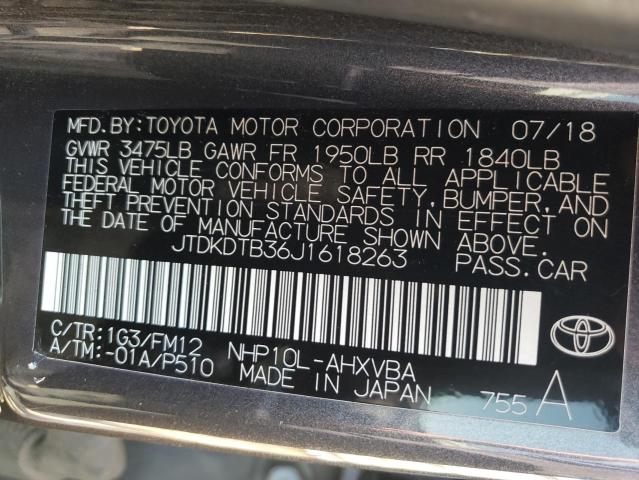 MFD.BY:TOYOTA MOTOR CORPORATION 07/18
GVWR 3475LB GAWR FR 1950LB RR 1840LB
THIS VEHICLE CONFORMS TO ALL APPLICABLE
FEDERAL MOTOR VEHICLE SAFETY,BUMPER,AND
THEFT PREVENTION STANDARDS IN EFFECT ON
THE DATE OF MANUFACTURE SHOWN ABOVE.
JTDKDTB36J1618263 PASS.CAR
C/TR:1G3/FM12 NHP10L-AHXVBA
A/TM:-01A/P510 MADE IN JAPAN 755 A